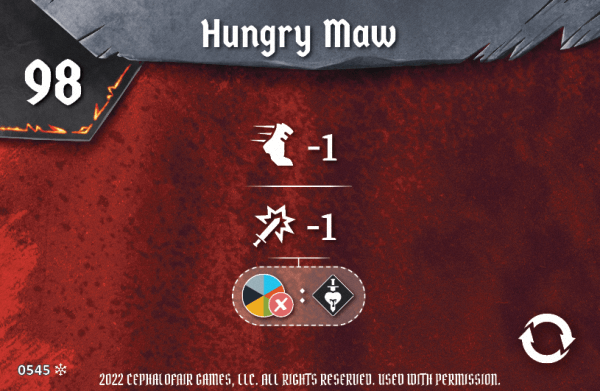 Hungry Maw
98
-1
-1
:
0545
2022 CEPHALOFAIR GAMES, LLC. ALL RIGHTS RESERVED. USED WITH PERMISSION.